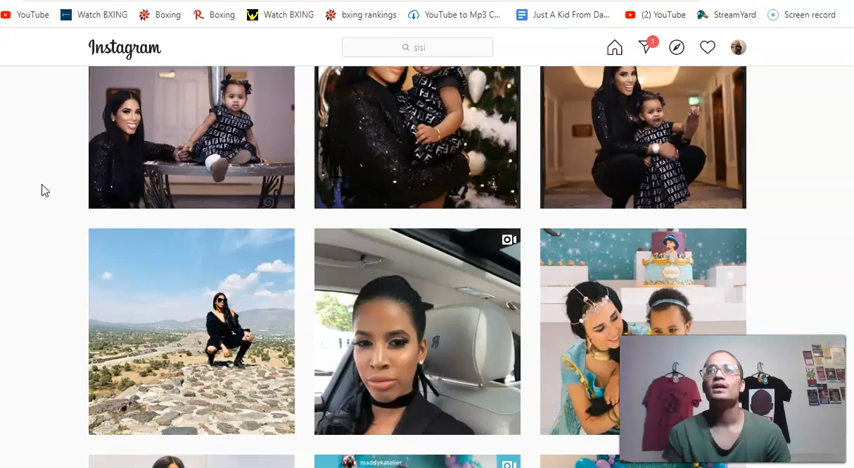 YouTube Watch BXING Boxing Boxing Watch BXING bxing rankings YouTube to Mp3 C... Just A Kid From Da... (2) YouTube StreamYard Screen record
Instagram sisi 1
maddykatelier